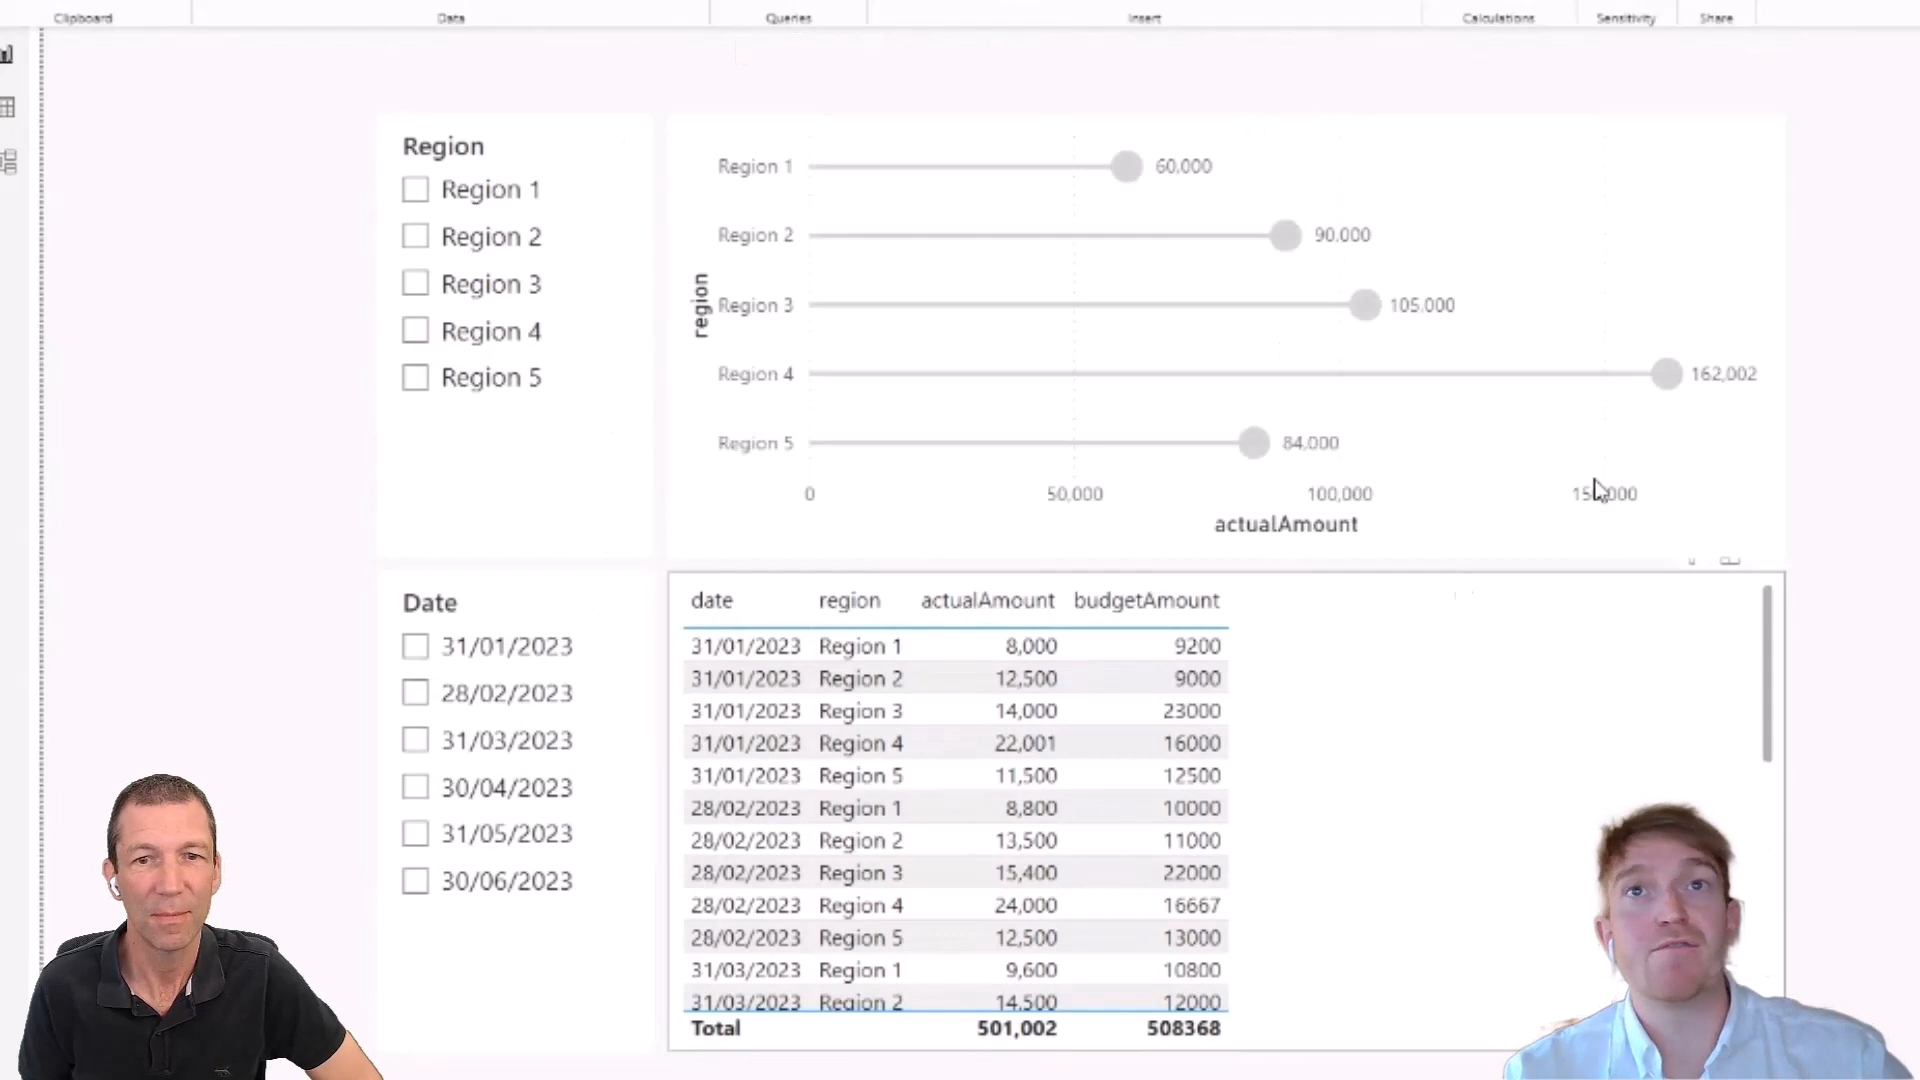 Clipboard Data Queries Insert Calculations Sensitivity Share
Region
Region 1
Region 2
Region 3
Region 4
Region 5
region
Region 1 60,000
Region 2 90,000
Region 3 105,000
Region 4 162,002
Region 5 84,000
0 50,000 100,000
actualAmount
Date
31/01/2023
28/02/2023
31/03/2023
30/04/2023
31/05/2023
30/06/2023
date region actualAmount budgetAmount
31/01/2023 Region 1 8,000 9200
31/01/2023 Region 2 12,500 9000
31/01/2023 Region 3 14,000 23000
31/01/2023 Region 4 22,001 16000
31/01/2023 Region 5 11,500 12500
28/02/2023 Region 1 8,800 10000
28/02/2023 Region 2 13,500 11000
28/02/2023 Region 3 15,400 22000
28/02/2023 Region 4 24,000 16667
28/02/2023 Region 5 12,500 13000
31/03/2023 Region 1 9,600 10800
31/03/2023 Region 2 14,500 12000
Total 501,002 508368